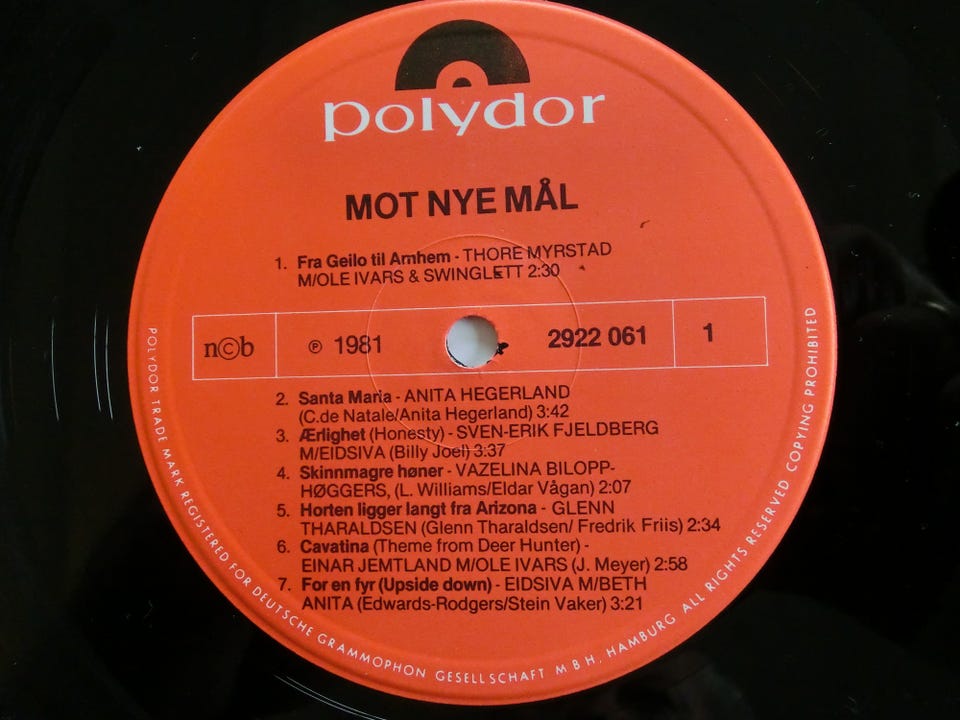 polydor
MOT NYE MÅL
1. Fra Geilo til Arnhem - THORE MYRSTAD
M/OLE IVARS & SWINGLETT 2:30
n©b ℗ 1981 2922 061 1
2. Santa Maria - ANITA HEGERLAND
(C.de Natale/Anita Hegerland) 3:42
3. Ærlighet (Honesty) - SVEN-ERIK FJELDBERG
M/EIDSIVA (Billy Joel) 3:37
4. Skinnmagre høner - VAZELINA BILOPP-
HØGGERS, (L. Williams/Eldar Vågan) 2:07
5. Horten ligger langt fra Arizona - GLENN
THARALDSEN (Glenn Tharaldsen/ Fredrik Friis) 2:34
6. Cavatina (Theme from Deer Hunter) -
EINAR JEMTLAND M/OLE IVARS (J. Meyer) 2:58
7. For en fyr (Upside down) - EIDSIVA M/BETH
ANITA (Edwards-Rodgers/Stein Vaker) 3:21
POLYDOR TRADE MARK REGISTERED FOR DEUTSCHE GRAMMOPHON GESELLSCHAFT M B H, HAMBURG ALL RIGHTS RESERVED COPYING PROHIBITED